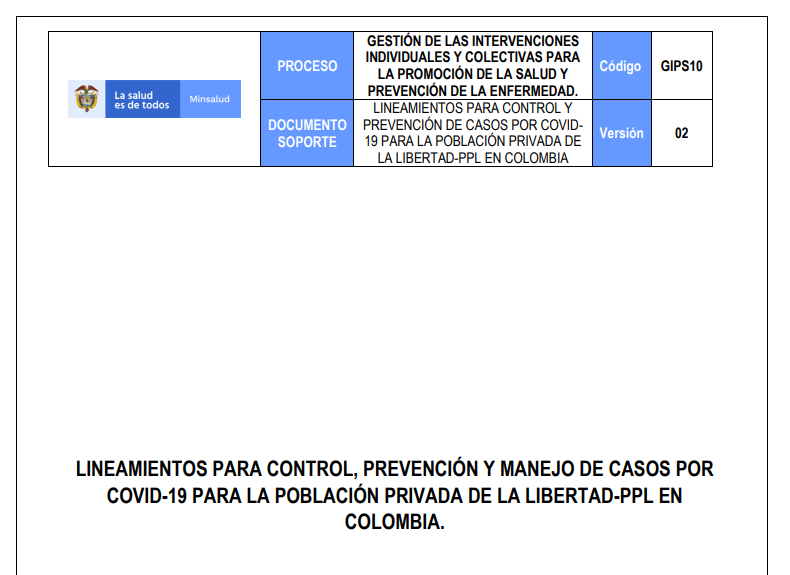 La salud
es de todos
Minsalud
PROCESO
GESTIÓN DE LAS INTERVENCIONES
INDIVIDUALES Y COLECTIVAS PARA
LA PROMOCIÓN DE LA SALUD Y
PREVENCIÓN DE LA ENFERMEDAD.
Código
GIPS10
DOCUMENTO
SOPORTE
LINEAMIENTOS PARA CONTROL Y
PREVENCIÓN DE CASOS POR COVID-
19 PARA LA POBLACIÓN PRIVADA DE
LA LIBERTAD-PPL EN COLOMBIA
Versión
02
LINEAMIENTOS PARA CONTROL, PREVENCIÓN Y MANEJO DE CASOS POR
COVID-19 PARA LA POBLACIÓN PRIVADA DE LA LIBERTAD-PPL EN
COLOMBIA.